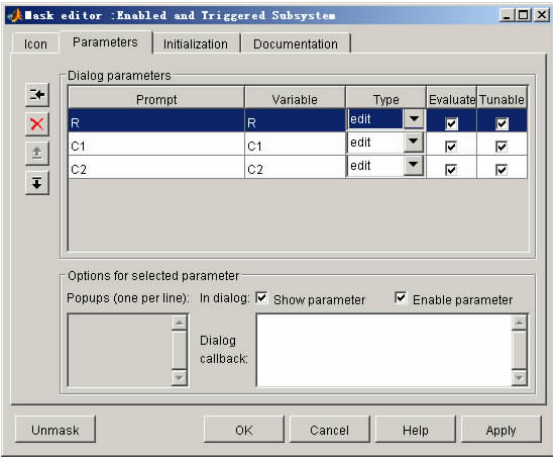 Mask editor :Enabled and Triggered Subsystem
Icon Parameters Initialization Documentation
Dialog parameters
Prompt Variable Type Evaluate Tunable
R R edit
C1 C1 edit
C2 C2 edit
Options for selected parameter
Popups (one per line): In dialog: Show parameter Enable parameter
Dialog
callback:
Unmask OK Cancel Help Apply